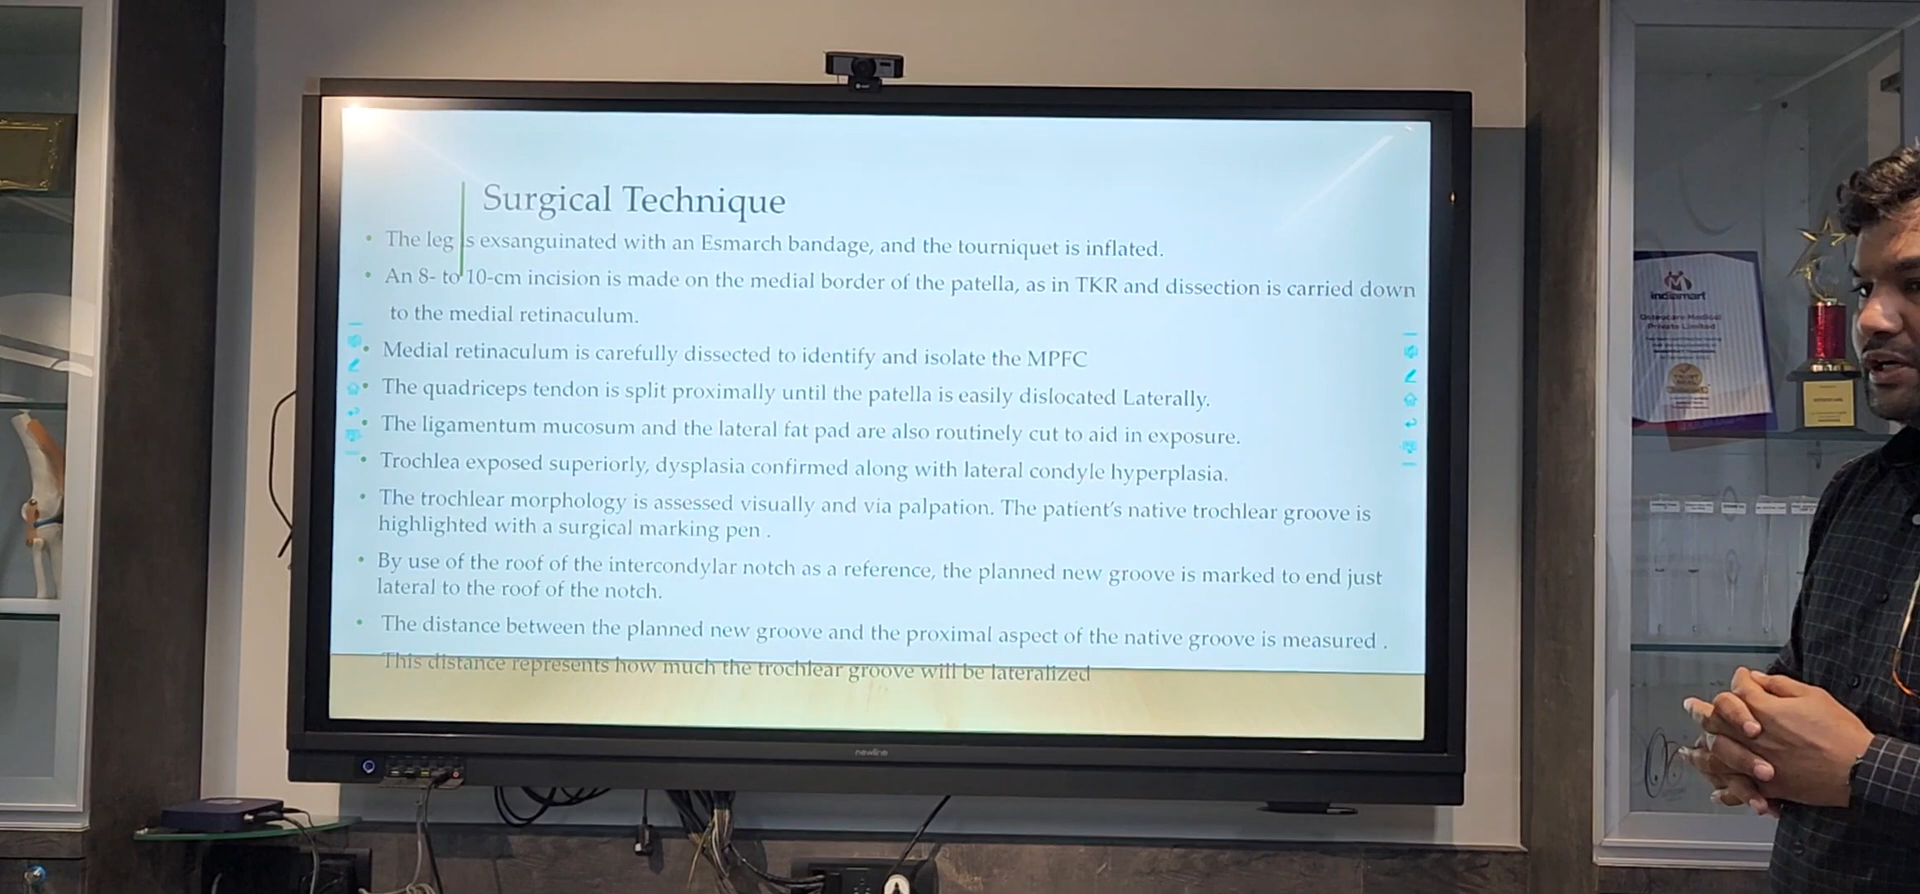 Surgical Technique
• The leg is exsanguinated with an Esmarch bandage, and the tourniquet is inflated.
• An 8- to 10-cm incision is made on the medial border of the patella, as in TKR and dissection is carried down
to the medial retinaculum.
• Medial retinaculum is carefully dissected to identify and isolate the MPFC
• The quadriceps tendon is split proximally until the patella is easily dislocated Laterally.
• The ligamentum mucosum and the lateral fat pad are also routinely cut to aid in exposure.
• Trochlea exposed superiorly, dysplasia confirmed along with lateral condyle hyperplasia.
• The trochlear morphology is assessed visually and via palpation. The patient's native trochlear groove is
highlighted with a surgical marking pen .
• By use of the roof of the intercondylar notch as a reference, the planned new groove is marked to end just
lateral to the roof of the notch.
• The distance between the planned new groove and the proximal aspect of the native groove is measured .
This distance represents how much the trochlear groove will be lateralized
newline
indiamart
Osteocare Medical
Private Limited